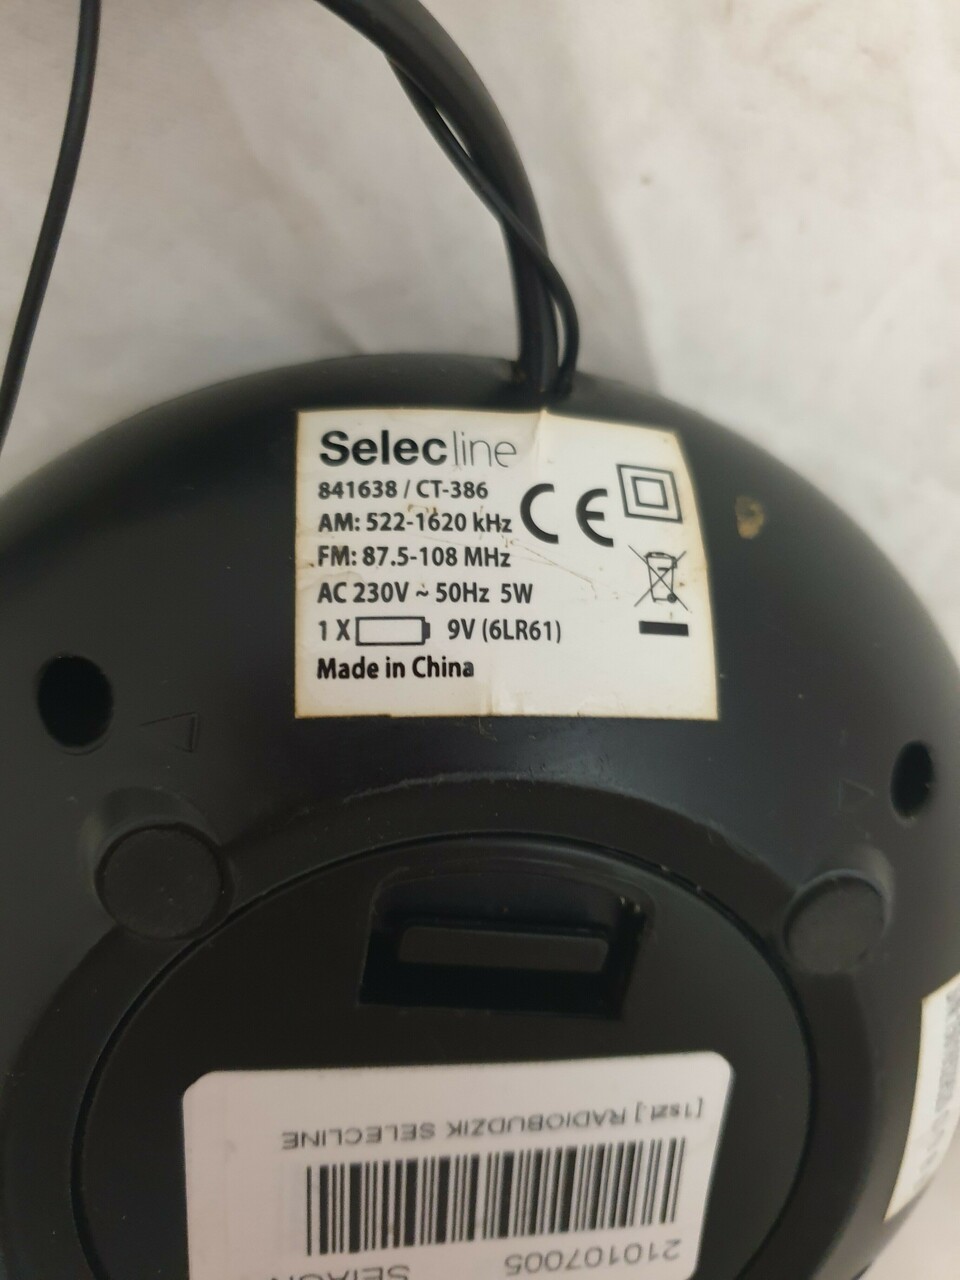 Selecline
841638 / CT-386
AM: 522-1620 kHz
FM: 87.5-108 MHz
AC 230V ~ 50Hz 5W
1 X 9V (6LR61)
Made in China
CE
[1szt.] RADIOBUDZIK SELECLINE
210107005